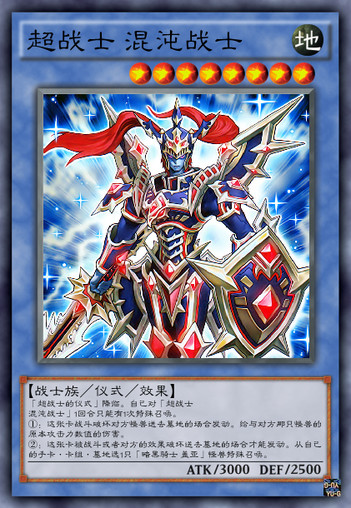 超战士 混沌战士
地
【战士族／仪式／效果】
「超战士的仪式」降临。自己对「超战士
混沌战士」1回合只能有1次特殊召唤。
①：这张卡战斗破坏对方怪兽送去墓地的场合发动。给与对方那只怪兽的
原本攻击力数值的伤害。
②：这张卡被战斗或者对方的效果破坏送去墓地的场合才能发动。从自己
的手卡・卡组・墓地选1只「暗黑骑士 盖亚」怪兽特殊召唤。
ATK/3000 DEF/2500